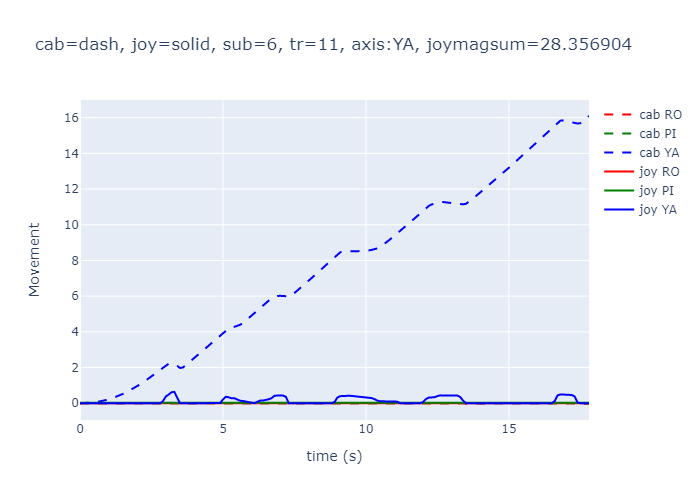 cab=dash, joy=solid, sub=6, tr=11, axis:YA, joymagsum=28.356904
16
14
12
10
8
6
4
2
0
Movement
0
5
10
15
time (s)
cab RO
cab PI
cab YA
joy RO
joy PI
joy YA